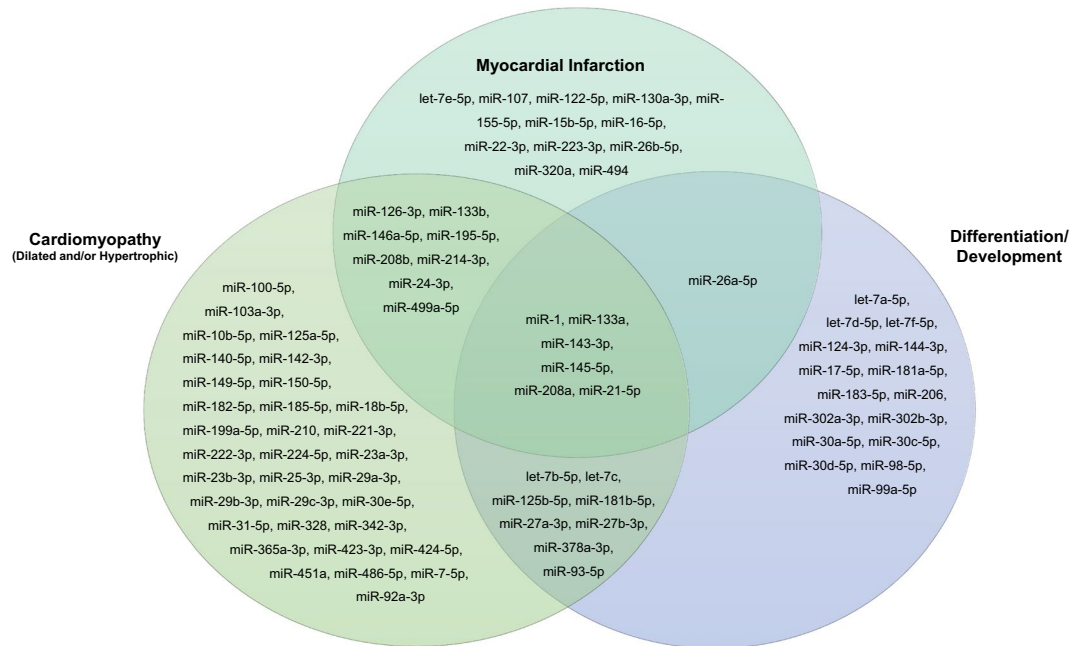 Myocardial Infarction
let-7e-5p, miR-107, miR-122-5p, miR-130a-3p, miR-
155-5p, miR-15b-5p, miR-16-5p,
miR-22-3p, miR-223-3p, miR-26b-5p,
miR-320a, miR-494
Cardiomyopathy
(Dilated and/or Hypertrophic)
miR-126-3p, miR-133b,
miR-146a-5p, miR-195-5p,
miR-208b, miR-214-3p,
miR-24-3p,
miR-499a-5p
Differentiation/
Development
miR-26a-5p
miR-1, miR-133a,
miR-143-3p,
miR-145-5p,
miR-208a, miR-21-5p
miR-100-5p,
miR-103a-3p,
miR-10b-5p, miR-125a-5p,
miR-140-5p, miR-142-3p,
miR-149-5p, miR-150-5p,
miR-182-5p, miR-185-5p, miR-18b-5p,
miR-199a-5p, miR-210, miR-221-3p,
miR-222-3p, miR-224-5p, miR-23a-3p,
miR-23b-3p, miR-25-3p, miR-29a-3p,
miR-29b-3p, miR-29c-3p, miR-30e-5p,
miR-31-5p, miR-328, miR-342-3p,
miR-365a-3p, miR-423-3p, miR-424-5p,
miR-451a, miR-486-5p, miR-7-5p,
miR-92a-3p
let-7b-5p, let-7c,
miR-125b-5p, miR-181b-5p,
miR-27a-3p, miR-27b-3p,
miR-378a-3p,
miR-93-5p
let-7a-5p,
let-7d-5p, let-7f-5p,
miR-124-3p, miR-144-3p,
miR-17-5p, miR-181a-5p,
miR-183-5p, miR-206,
miR-302a-3p, miR-302b-3p,
miR-30a-5p, miR-30c-5p,
miR-30d-5p, miR-98-5p,
miR-99a-5p